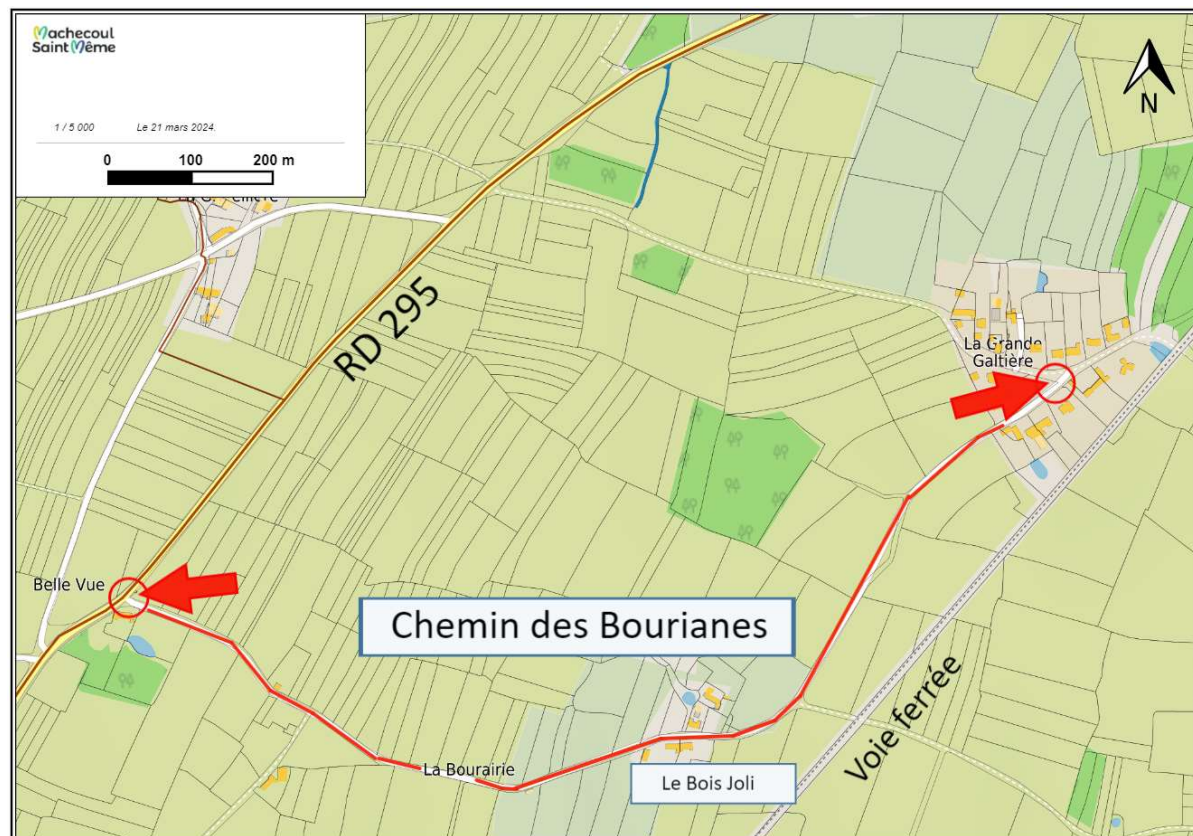 Machecoul
Saint Même
1 / 5 000
Le 21 mars 2024.
0 100 200 m
N
RD 295
La Grande
Galtière
Belle Vue
Chemin des Bourianes
La Bourairie
Le Bois Joli
Voie ferrée